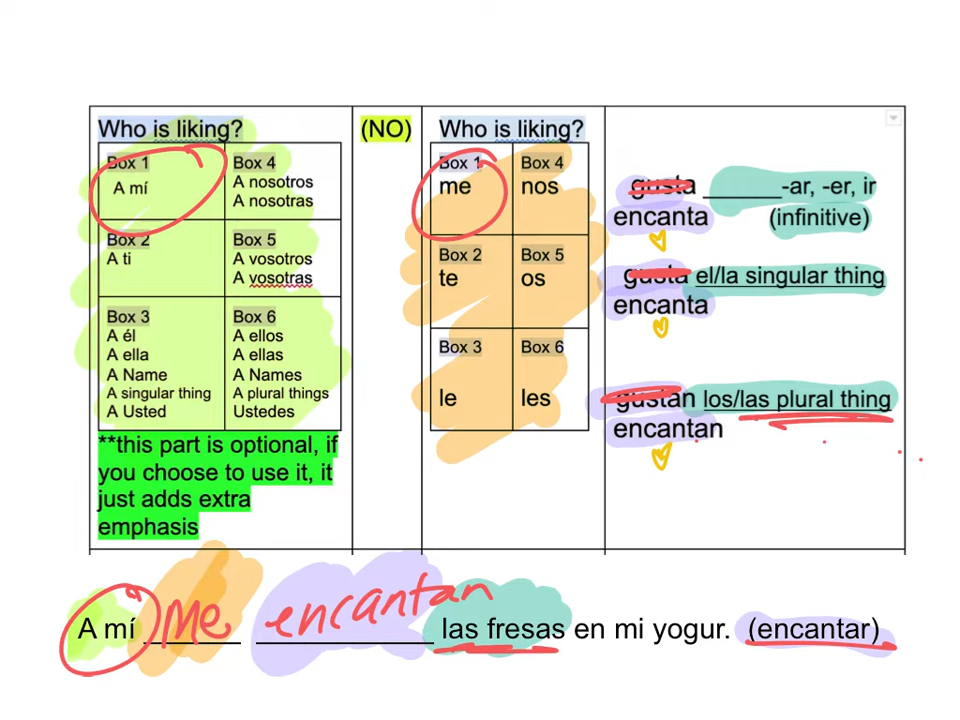 Who is liking?
(NO)
Who is liking?
Box 1
A mí
Box 4
A nosotros
A nosotras
Box 2
A ti
Box 5
A vosotros
A vosotras
Box 3
A él
A ella
A Name
A singular thing
A Usted
Box 6
A ellos
A ellas
A Names
A plural things
Ustedes
**this part is optional, if
you choose to use it, it
just adds extra
emphasis
Box 1
me
Box 4
nos
Box 2
te
Box 5
os
Box 3
le
Box 6
les
gusta ______-ar, -er, ir
encanta (infinitive)
gusta el/la singular thing
encanta
gustan los/las plural thing
encantan
A mí Me encantan las fresas en mi yogur. (encantar)